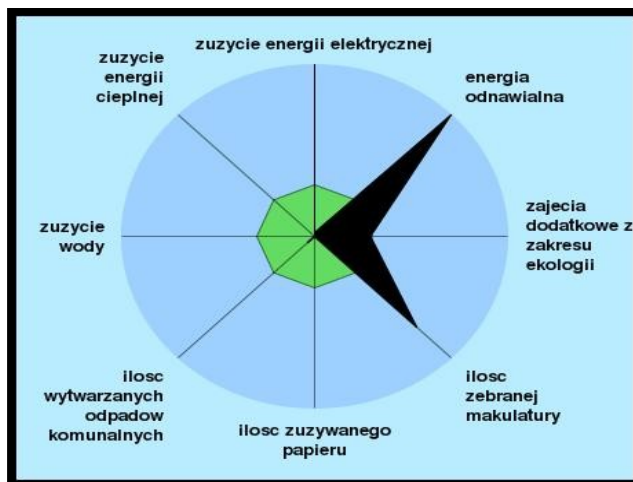 zuzycie energii elektrycznej
zuzycie
energii
cieplnej
energia
odnawialna
zuzycie
wody
zajecia
dodatkowe z
zakresu
ekologii
ilosc
wytwarzanych
odpadow
komunalnych
ilosc zuzywanego
papieru
ilosc
zebranej
makulatury